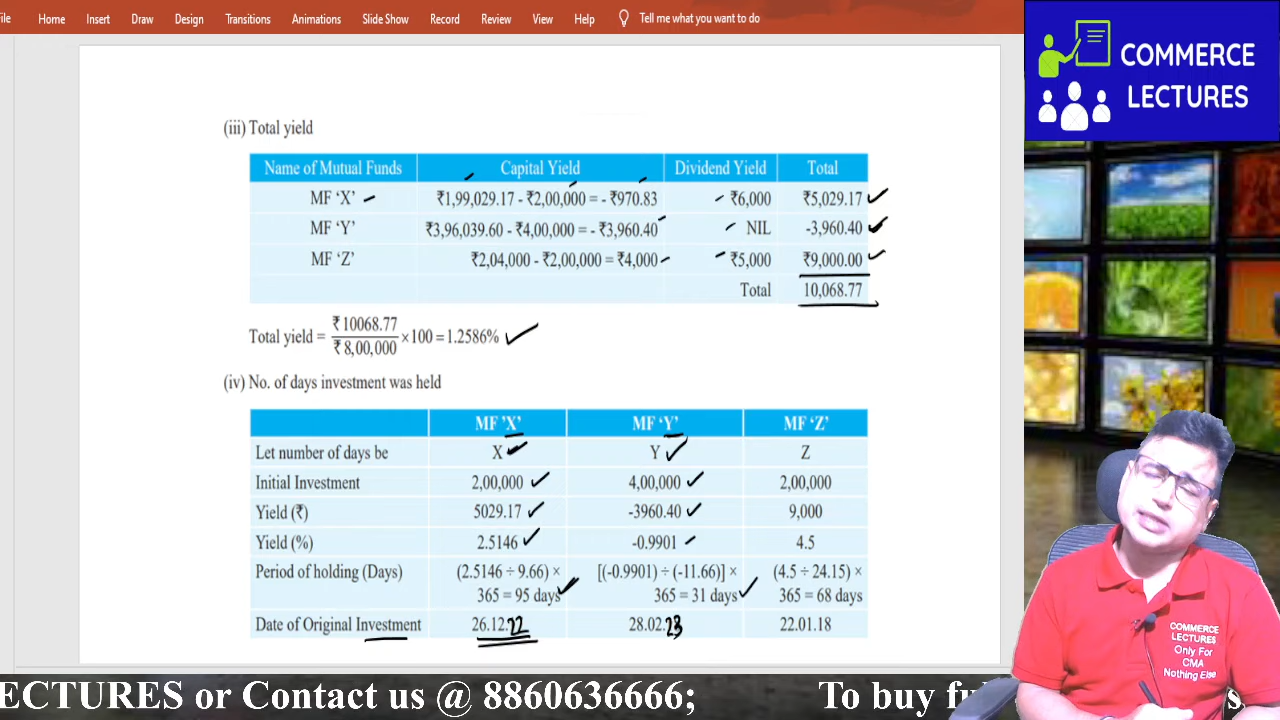 File Home Insert Draw Design Transitions Animations Slide Show Record Review View Help Tell me what you want to do
COMMERCE
LECTURES
(iii) Total yield
Name of Mutual Funds Capital Yield Dividend Yield Total
MF ‘X’ ₹1,99,029.17 - ₹2,00,000 = - ₹970.83 ₹6,000 ₹5,029.17
MF ‘Y’ ₹3,96,039.60 - ₹4,00,000 = - ₹3,960.40 NIL -3,960.40
MF ‘Z’ ₹2,04,000 - ₹2,00,000 = ₹4,000 ₹5,000 ₹9,000.00
Total 10,068.77
Total yield = ₹ 10068.77 / ₹ 8,00,000 ×100 = 1.2586%
(iv) No. of days investment was held
MF ’X’ MF ‘Y’ MF ‘Z’
Let number of days be X Y Z
Initial Investment 2,00,000 4,00,000 2,00,000
Yield (₹) 5029.17 -3960.40 9,000
Yield (%) 2.5146 -0.9901 4.5
Period of holding (Days) (2.5146 ÷ 9.66) × [(-0.9901) ÷ (-11.66)] × (4.5 ÷ 24.15) ×
365 = 95 days 365 = 31 days 365 = 68 days
Date of Original Investment 26.12.22 28.02.23 22.01.18
COMMERCE
LECTURES
Only For
CMA
Nothing Else
LECTURES or Contact us @ 8860636666; To buy